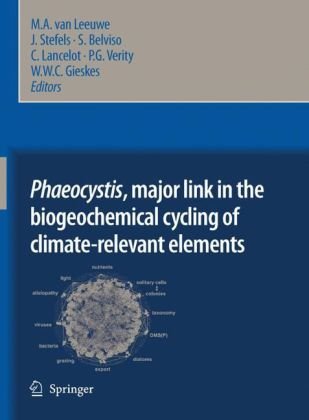 M.A. van Leeuwe
J. Stefels · S. Belviso
C. Lancelot · P.G. Verity
W.W.C. Gieskes
Editors
Phaeocystis, major link in the
biogeochemical cycling of
climate-relevant elements
nutrients
light
solitary cells
colonies
allelopathy
taxonomy
viruses
DMS(P)
bacteria
diatoms
grazing
export
Springer